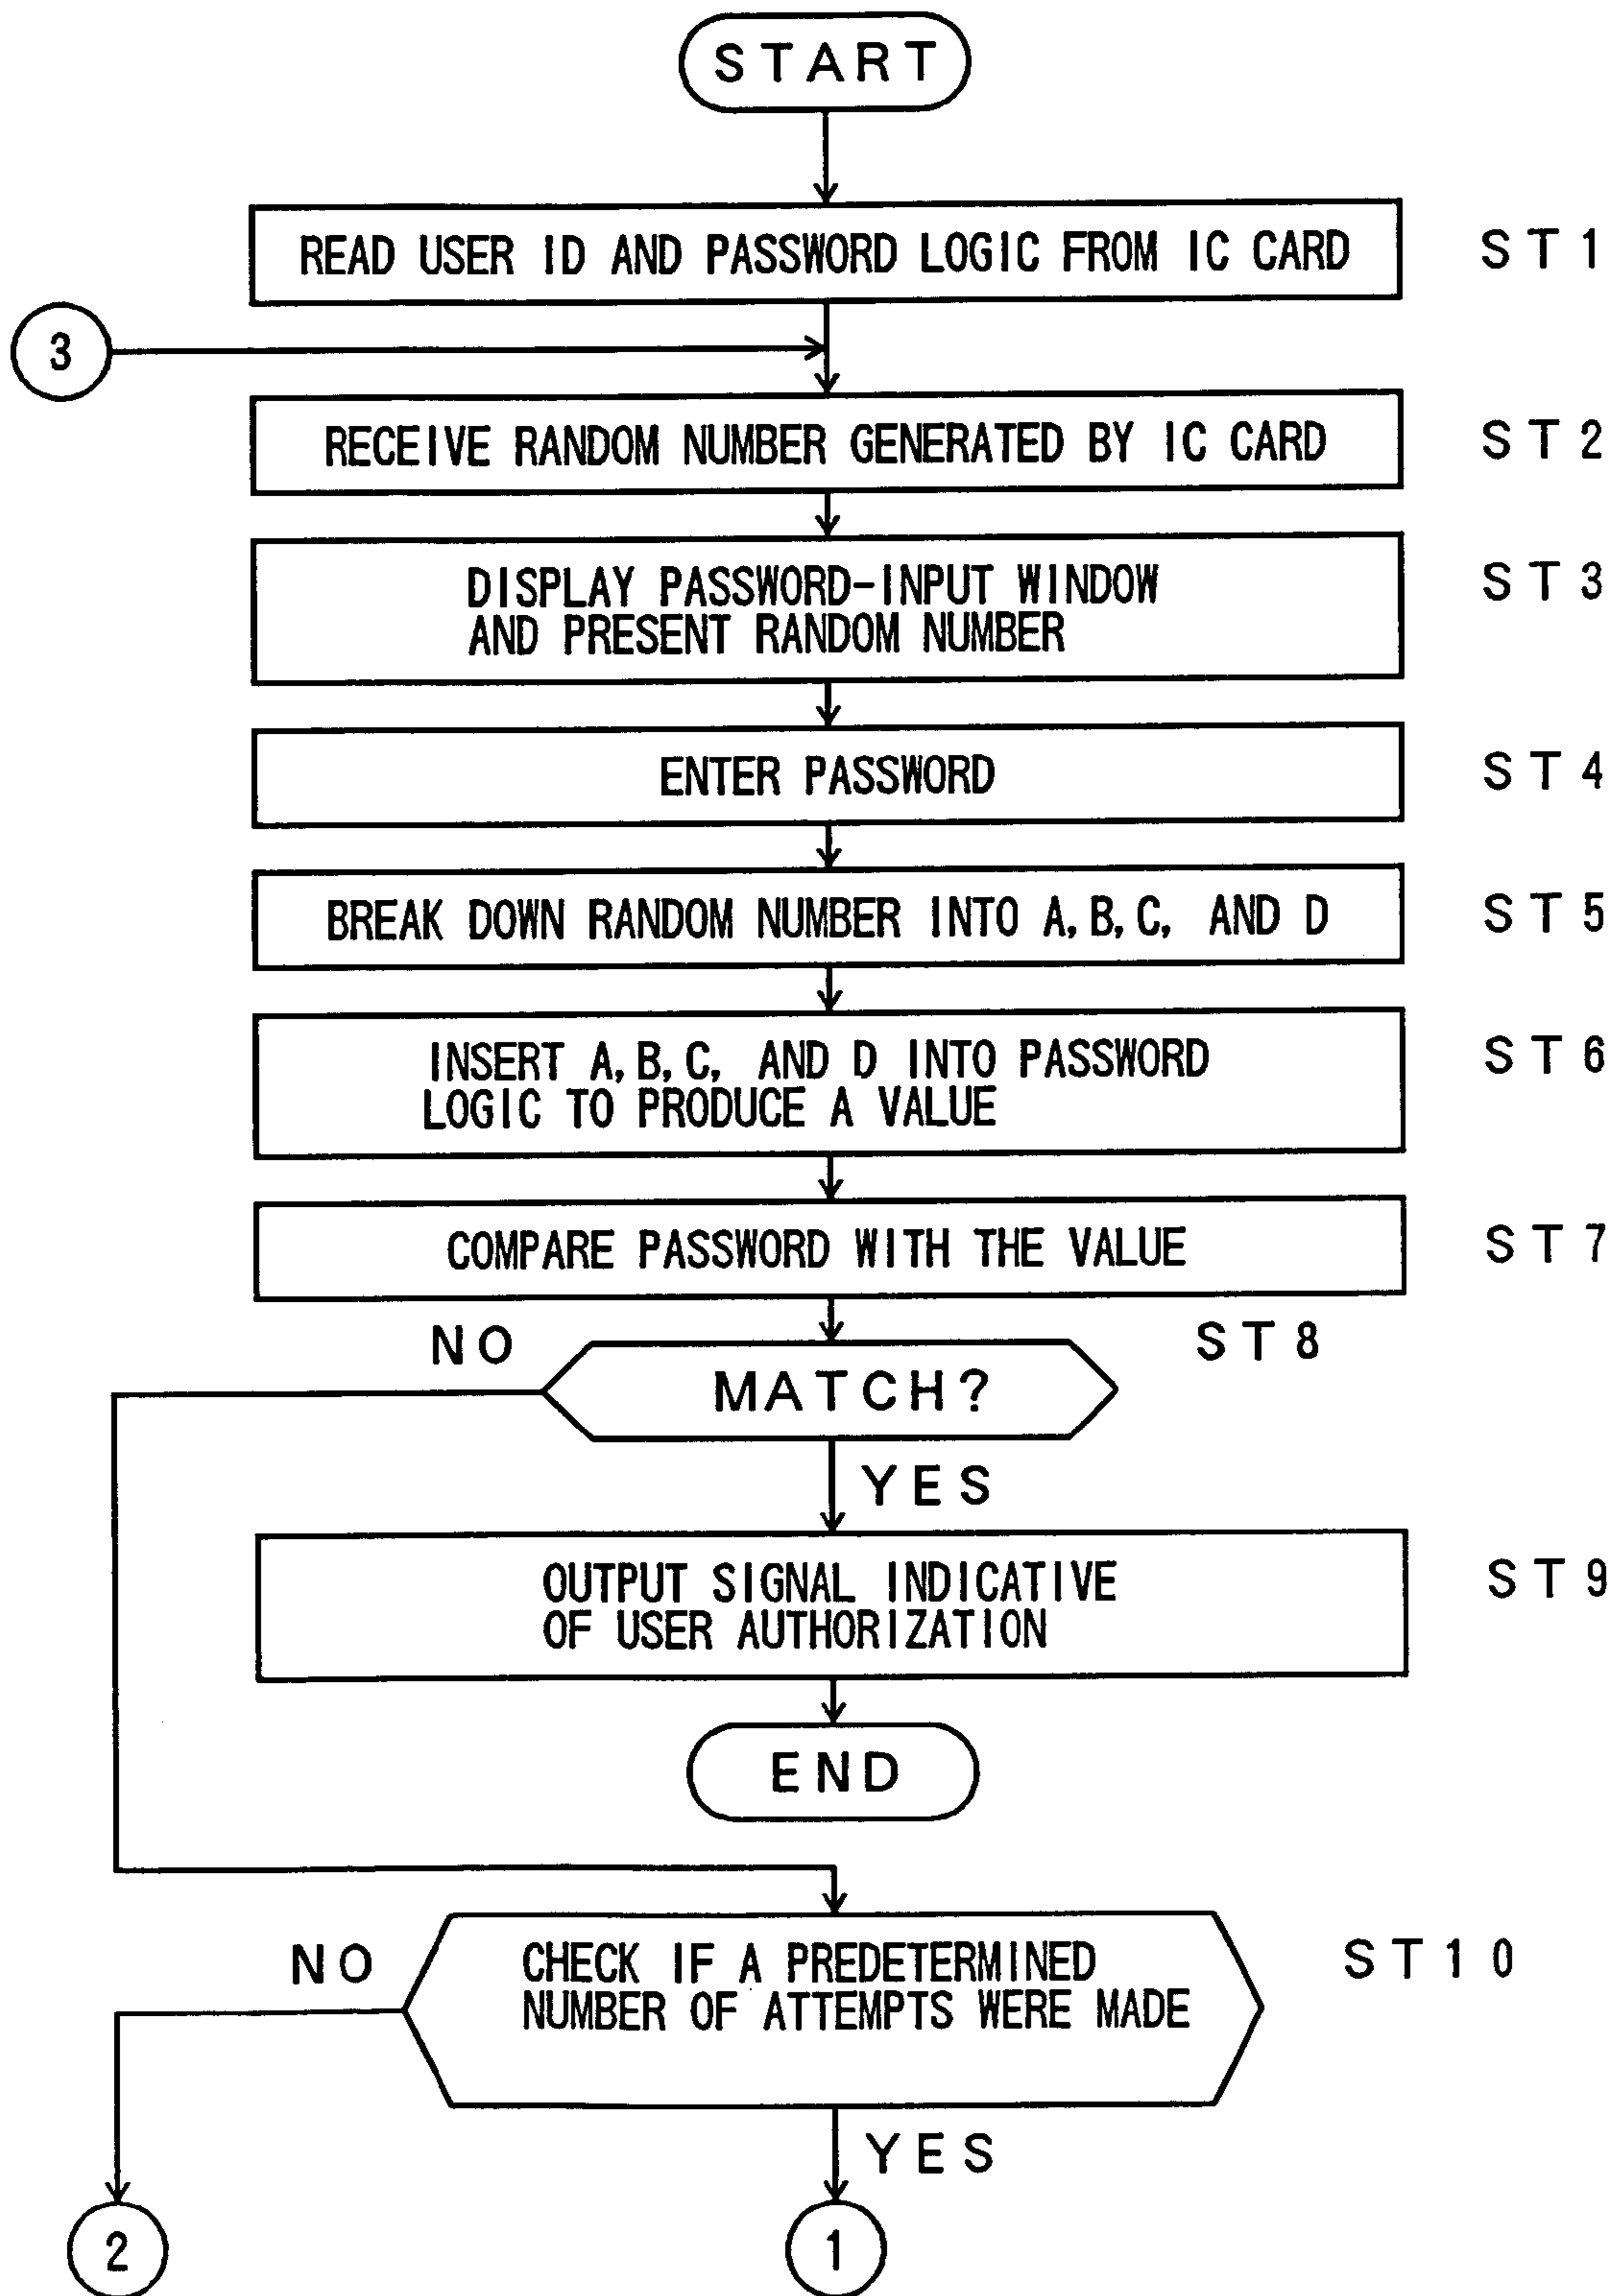 START
READ USER ID AND PASSWORD LOGIC FROM IC CARD
ST1
3
RECEIVE RANDOM NUMBER GENERATED BY IC CARD
ST2
DISPLAY PASSWORD-INPUT WINDOW
AND PRESENT RANDOM NUMBER
ST3
ENTER PASSWORD
ST4
BREAK DOWN RANDOM NUMBER INTO A, B, C, AND D
ST5
INSERT A, B, C, AND D INTO PASSWORD
LOGIC TO PRODUCE A VALUE
ST6
COMPARE PASSWORD WITH THE VALUE
ST7
NO
MATCH?
ST8
YES
OUTPUT SIGNAL INDICATIVE
OF USER AUTHORIZATION
ST9
END
NO
CHECK IF A PREDETERMINED
NUMBER OF ATTEMPTS WERE MADE
ST10
YES
2
1